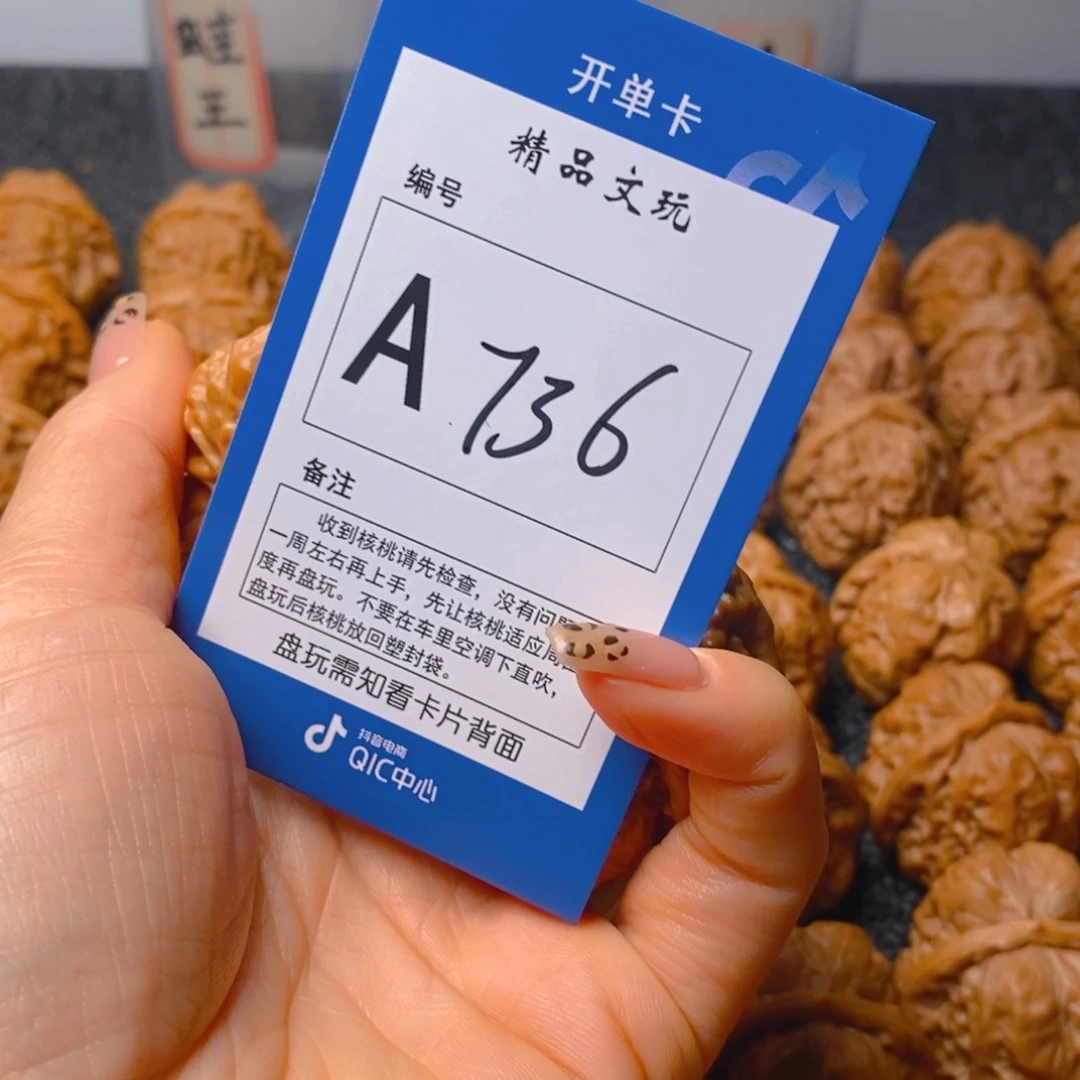 开单卡
精品文玩
编号
A 736
备注
收到核桃请先检查，没有问
一周左右再上手，先让核桃适应
度再盘玩。不要在车里空调下直吹，
盘玩后核桃放回塑封袋。
盘玩需知看卡片背面
抖音电商
QIC中心
王